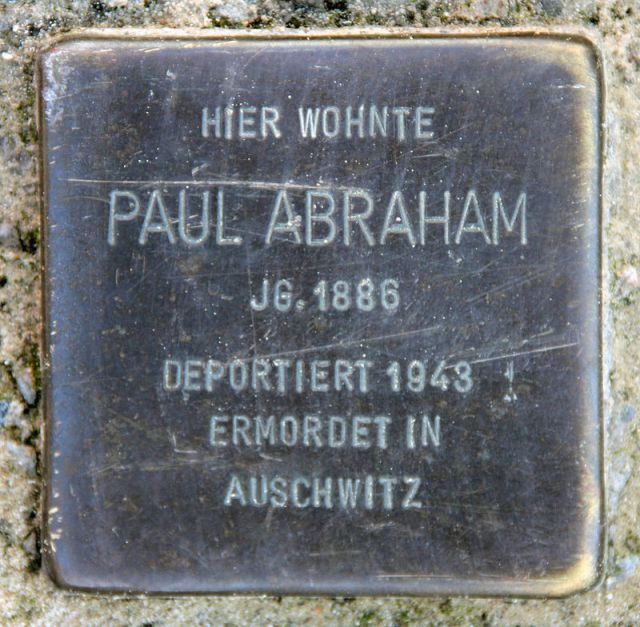 HIER WOHNTE
PAUL ABRAHAM
JG. 1886
DEPORTIERT 1943
ERMORDET IN
AUSCHWITZ